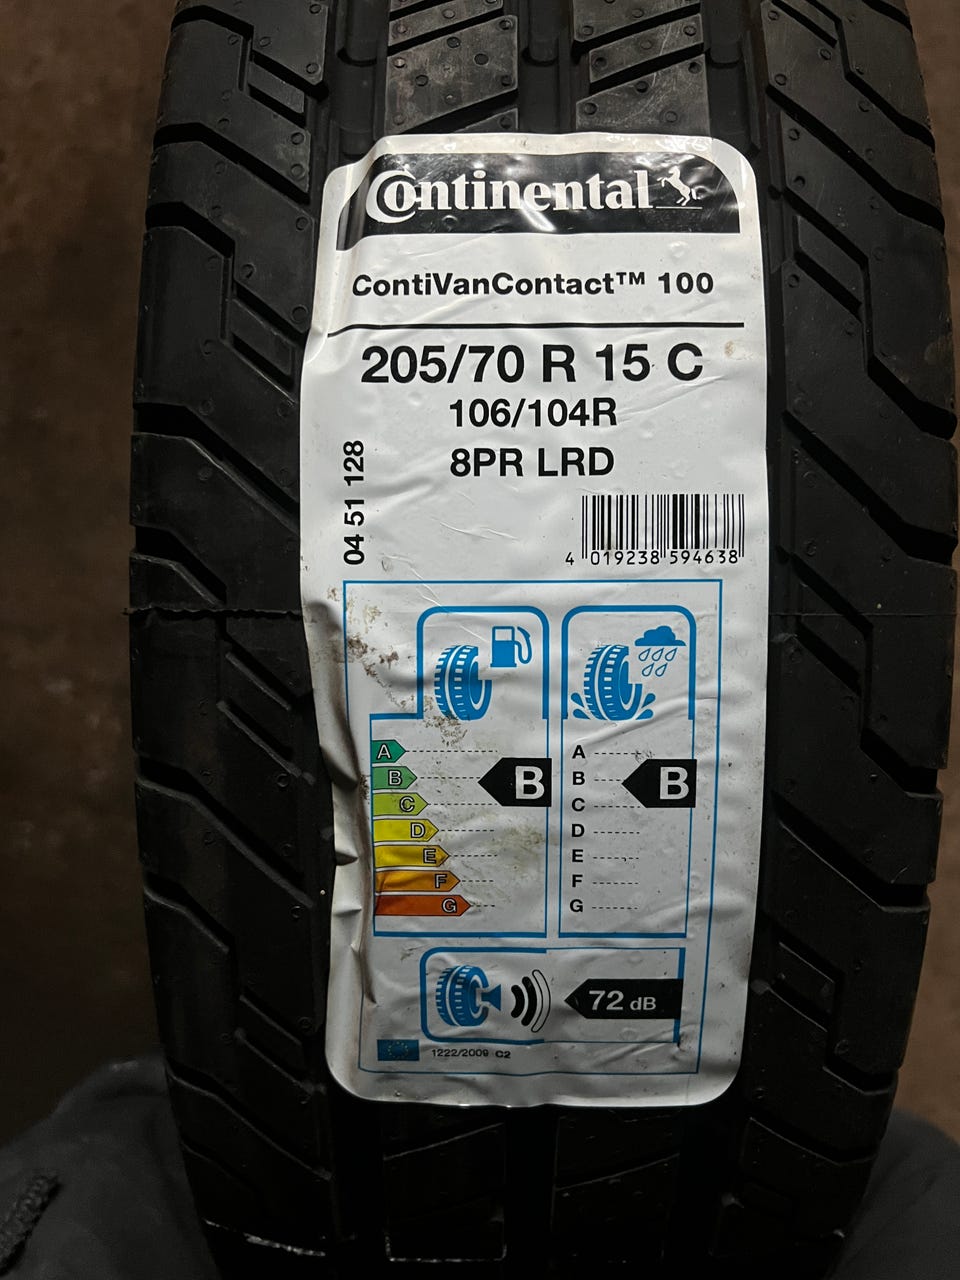 Continental
ContiVanContact™ 100
205/70 R 15 C
106/104R
8PR LRD
04 51 128
4 019238 594638
A
B
C
D
E
F
G
B
A
B
C
D
E
F
G
B
72 dB
1222/2009 C2